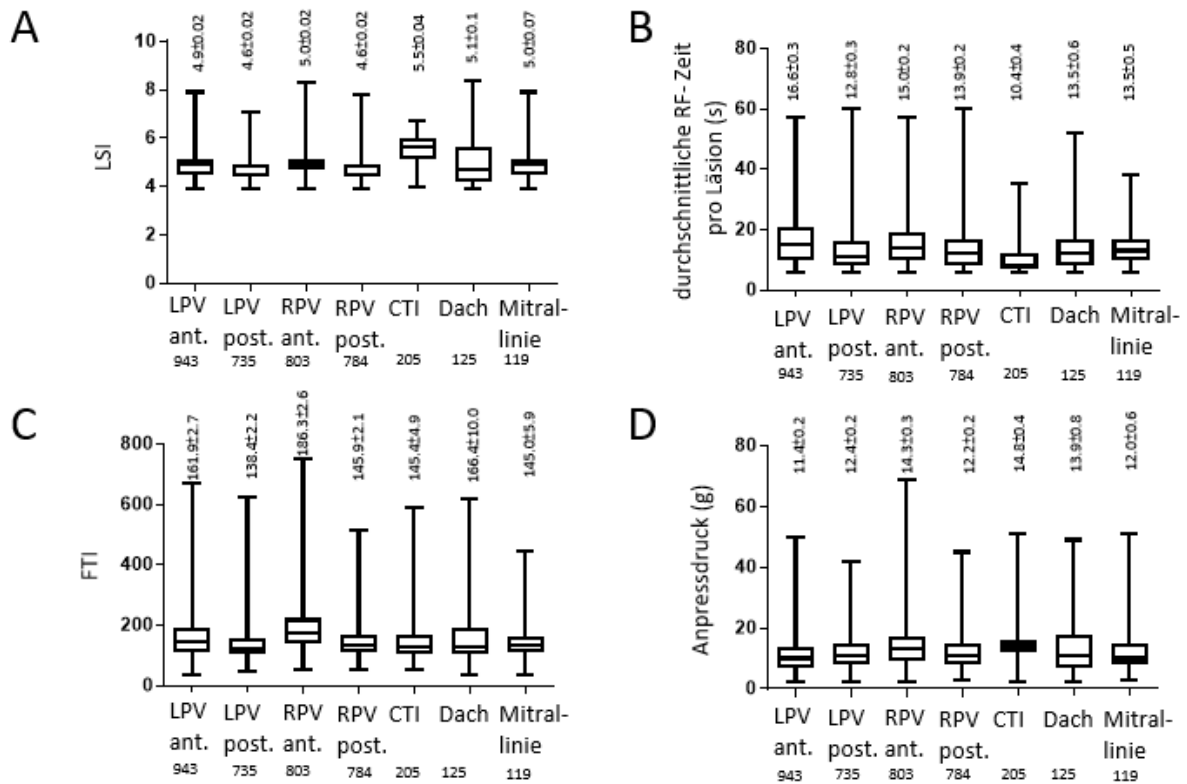 A
4.9±0.02 4.6±0.02 5.0±0.02 4.6±0.02 5.5±0.04 5.1±0.1 5.0±0.07
LSI
10
8
6
4
2
0
LPV ant. LPV post. RPV ant. RPV post. CTI Dach Mitral-
linie
943 735 803 784 205 125 119
B
16.6±0.3 12.8±0.3 15.0±0.2 13.9±0.2 10.4±0.4 13.5±0.6 13.5±0.5
durchschnittliche RF- Zeit
pro Läsion (s)
80
60
40
20
0
LPV ant. LPV post. RPV ant. RPV post. CTI Dach Mitral-
linie
943 735 803 784 205 125 119
C
161.9±2.7 138.4±2.2 186.3±2.6 145.9±2.1 145.4±4.9 166.4±10.0 145.0±5.9
FTI
800
600
400
200
0
LPV ant. LPV post. RPV ant. RPV post. CTI Dach Mitral-
linie
943 735 803 784 205 125 119
D
11.4±0.2 12.4±0.2 14.3±0.3 12.2±0.2 14.8±0.4 13.9±0.8 12.0±0.6
Anpressdruck (g)
80
60
40
20
0
LPV ant. LPV post. RPV ant. RPV post. CTI Dach Mitral-
linie
943 735 803 784 205 125 119